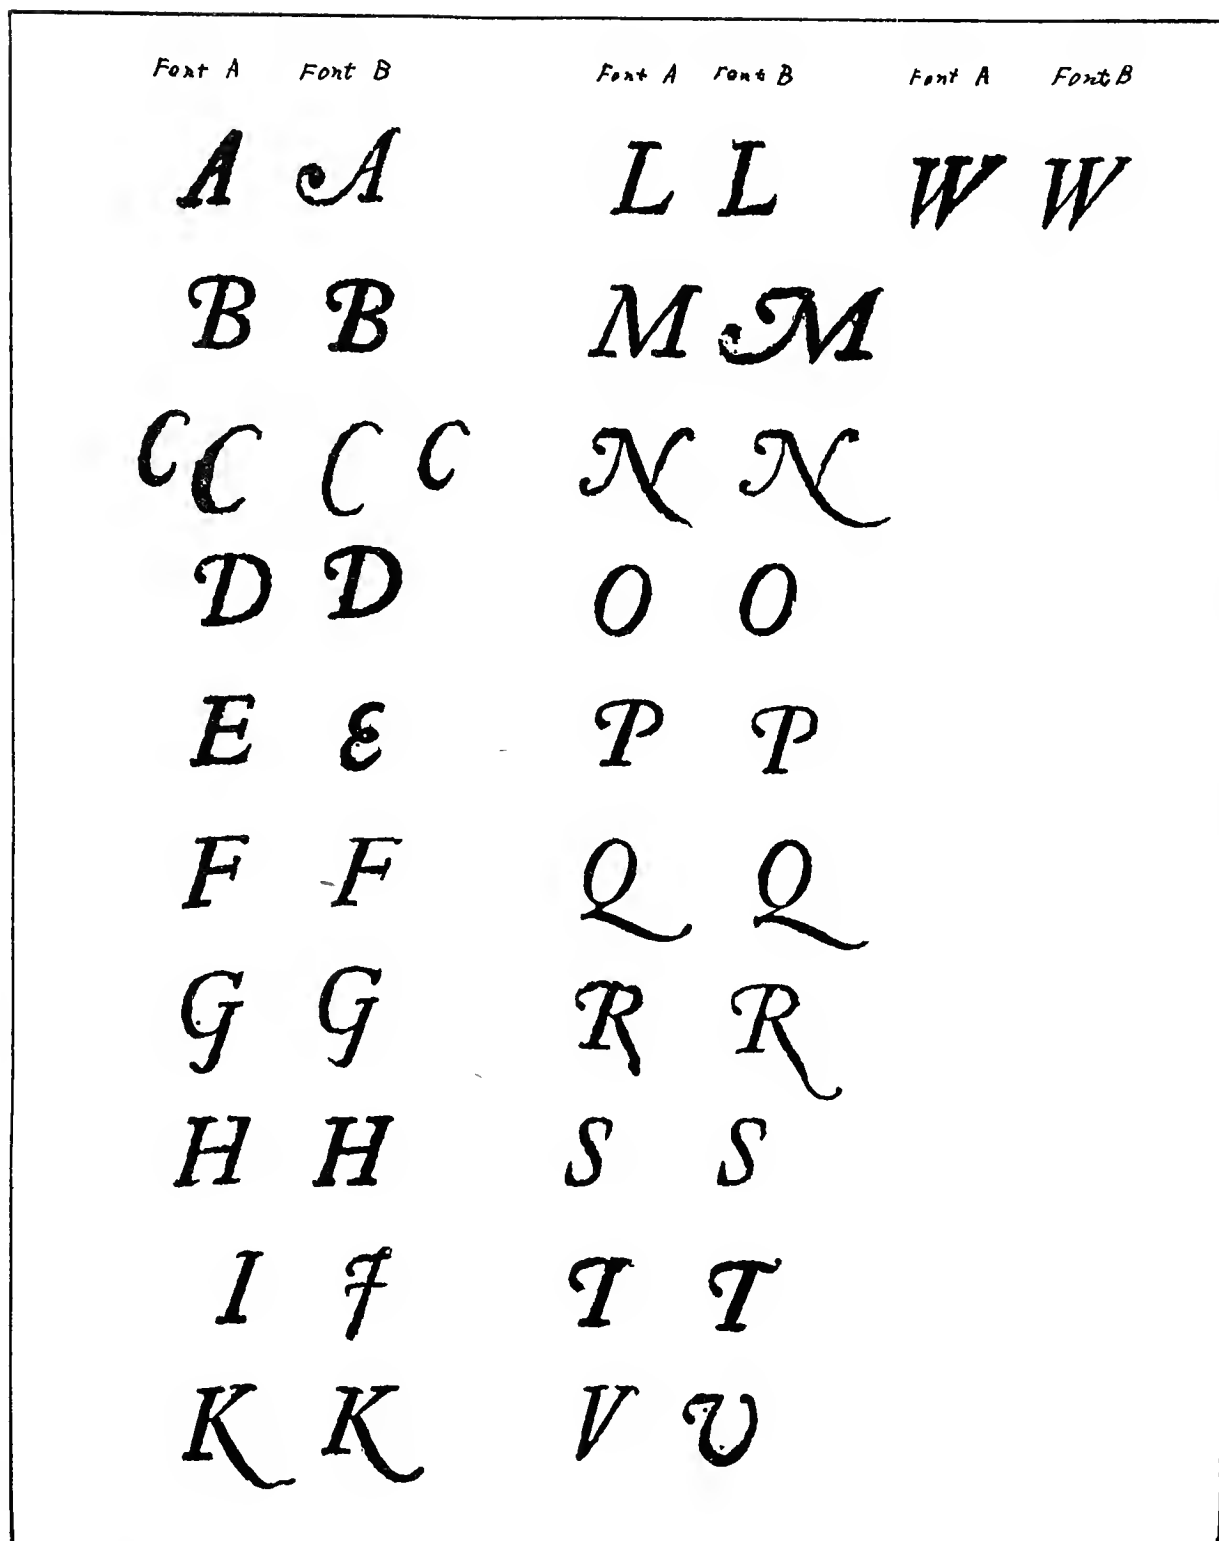 Font A Font B Font A Font B Font A Font B
A A L L W W
B B M M
C C C C N N
D D O O
E E P P
F F Q Q
G G R R
H H S S
I J T T
K K V U